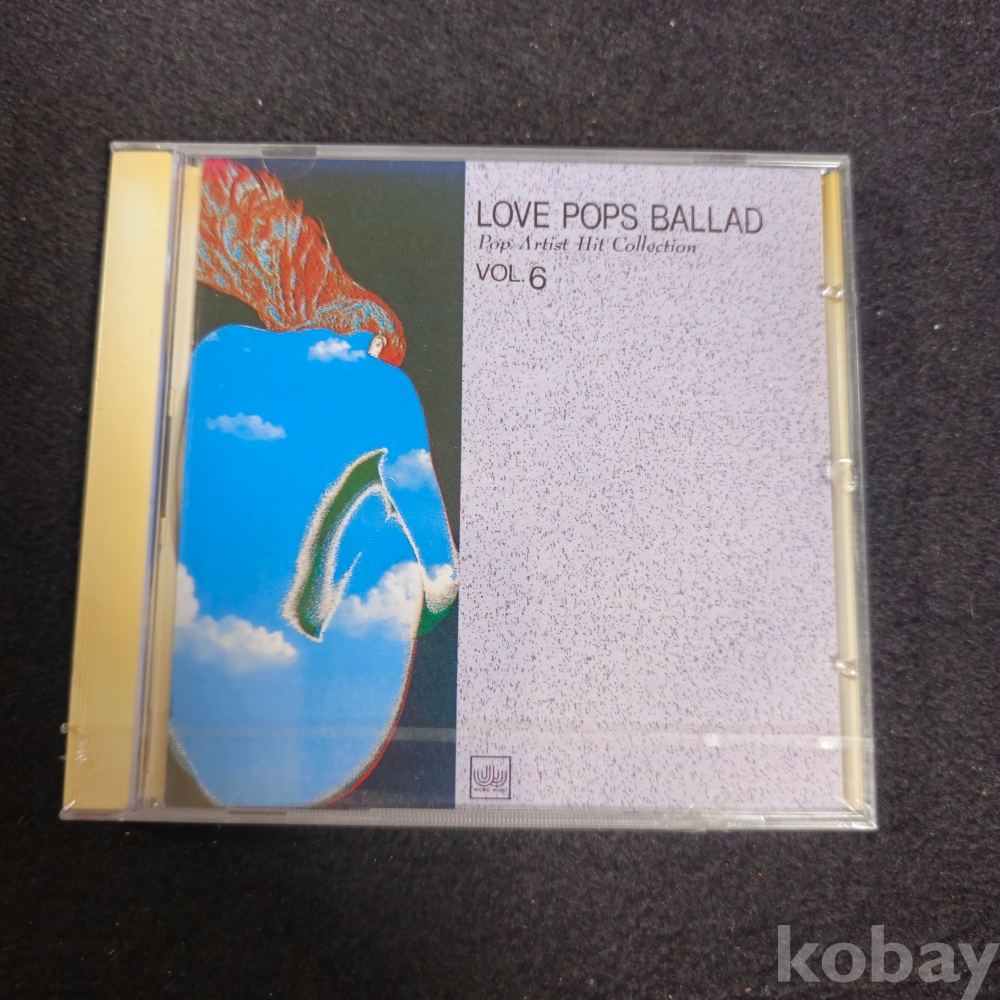 LOVE POPS BALLAD
Pop Artist Hit Collection
VOL.6
kobay